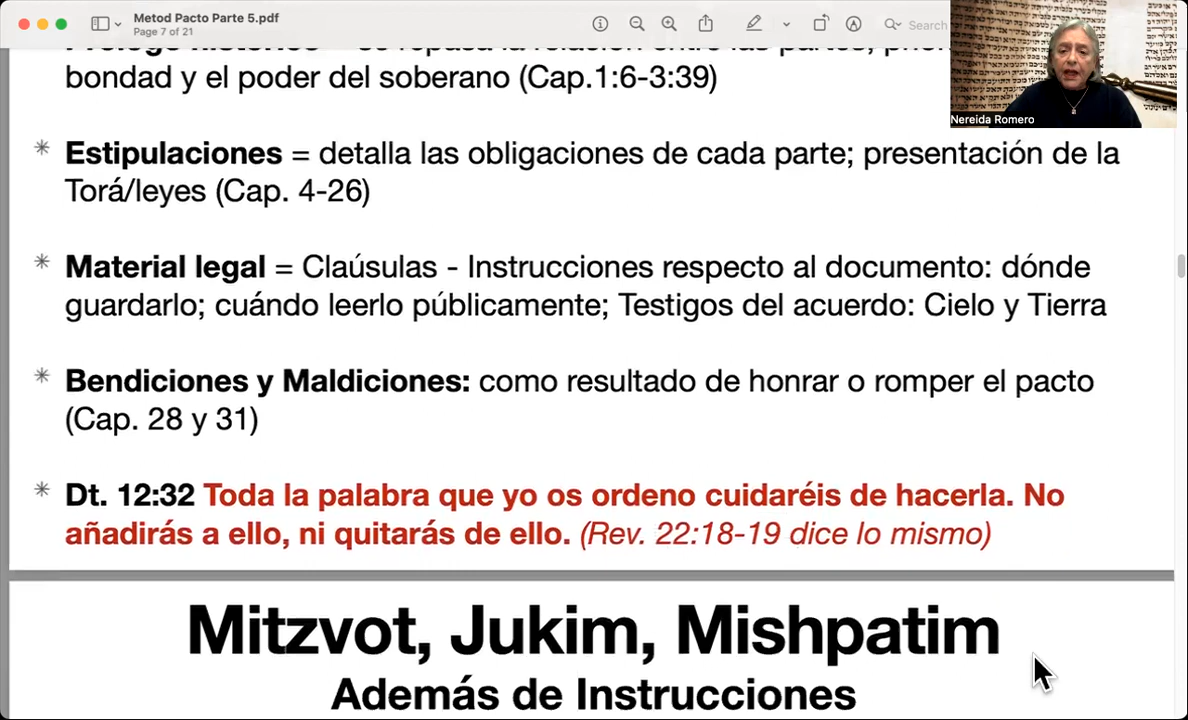 Metod Pacto Parte 5.pdf
Page 7 of 21
Search
bondad y el poder del soberano (Cap.1:6-3:39)
Nereida Romero
* Estipulaciones = detalla las obligaciones de cada parte; presentación de la
Torá/leyes (Cap. 4-26)
* Material legal = Claúsulas - Instrucciones respecto al documento: dónde
guardarlo; cuándo leerlo públicamente; Testigos del acuerdo: Cielo y Tierra
* Bendiciones y Maldiciones: como resultado de honrar o romper el pacto
(Cap. 28 y 31)
* Dt. 12:32 Toda la palabra que yo os ordeno cuidaréis de hacerla. No
añadirás a ello, ni quitarás de ello. (Rev. 22:18-19 dice lo mismo)
Mitzvot, Jukim, Mishpatim
Además de Instrucciones